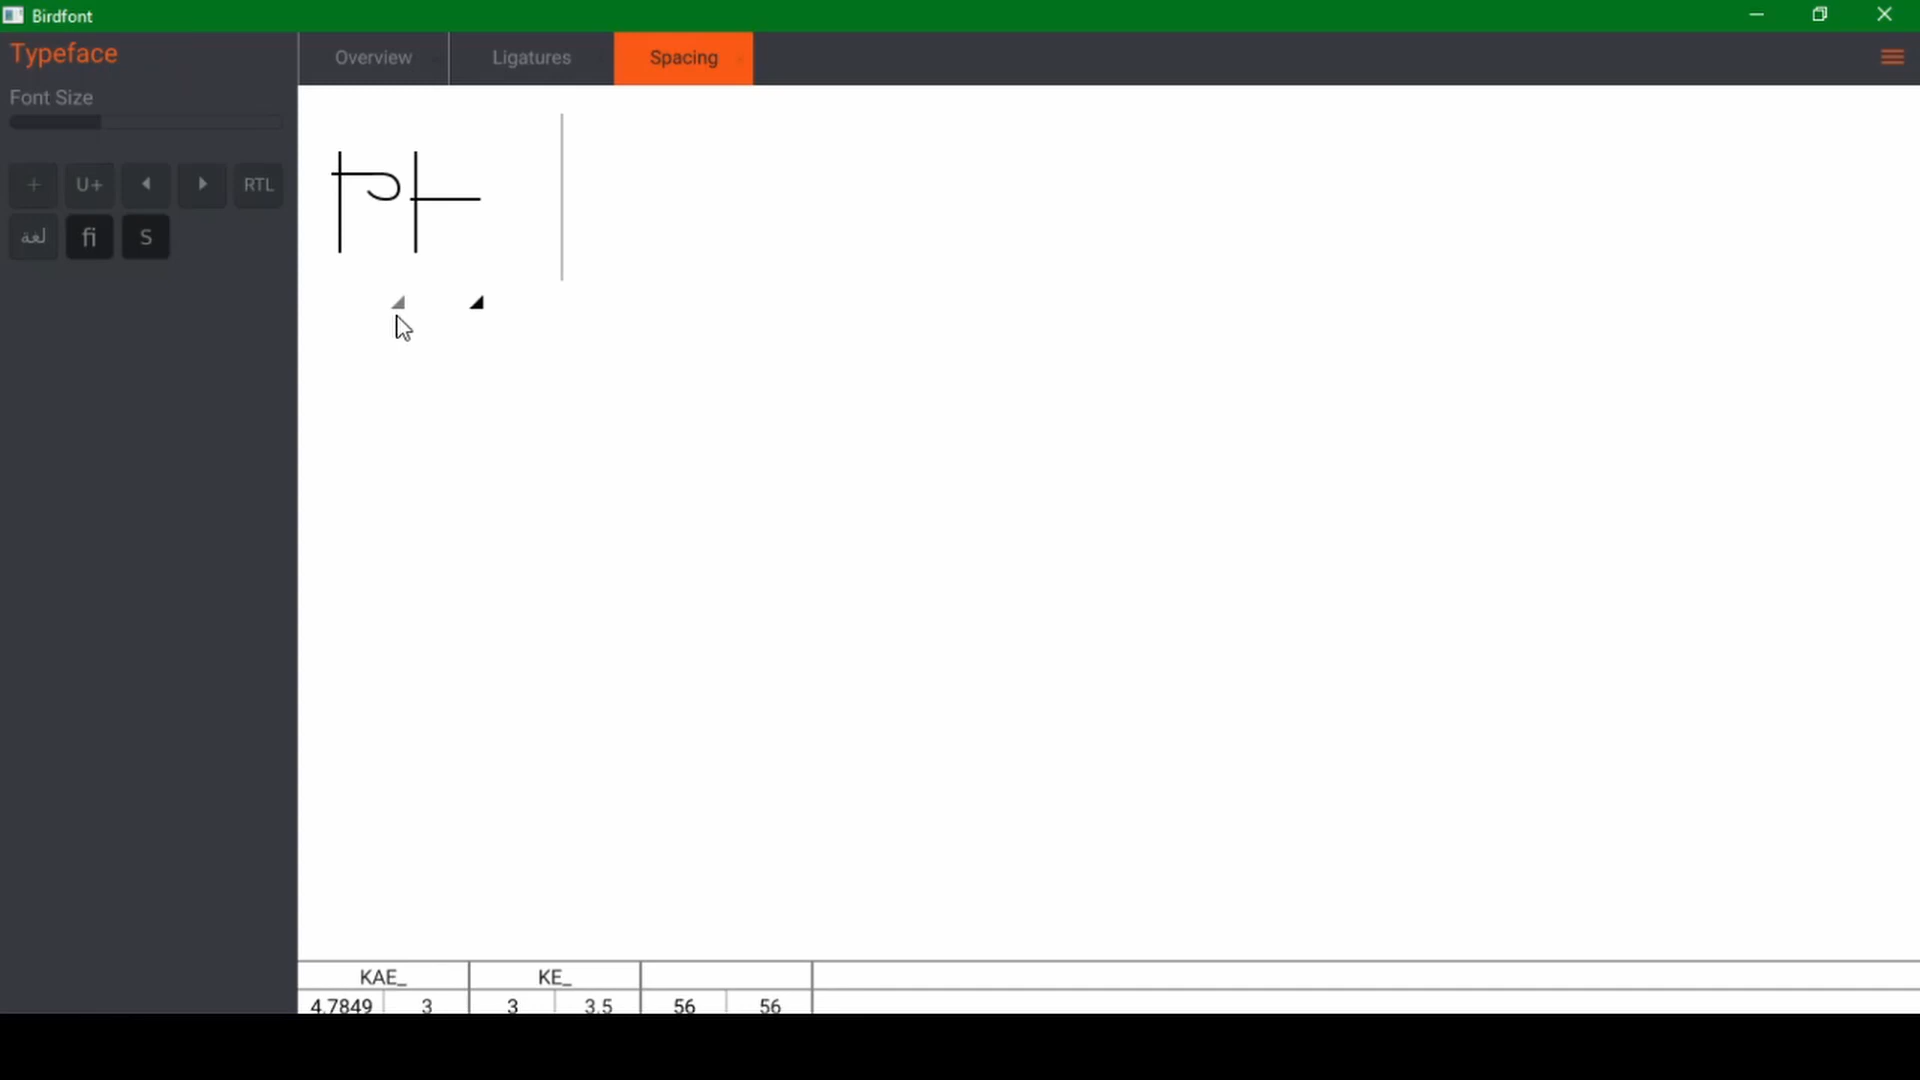 Birdfont
Typeface
Overview
Ligatures
Spacing
Font Size
U+
RTL
لغة
fi
S
KAE_
KE_
4.7849 3 3 3.5 56 56